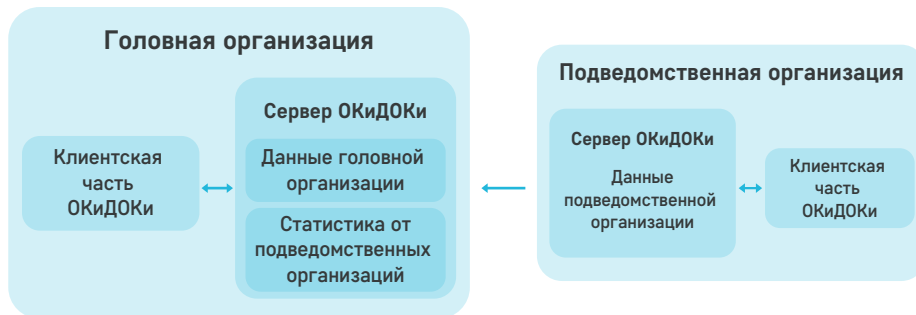 Головная организация
Клиентская
часть
ОКиДОКи
Сервер ОКиДОКи
Данные головной
организации
Статистика от
подведомственных
организаций
Подведомственная организация
Сервер ОКиДОКи
Данные
подведомственной
организации
Клиентская
часть
ОКиДОКи